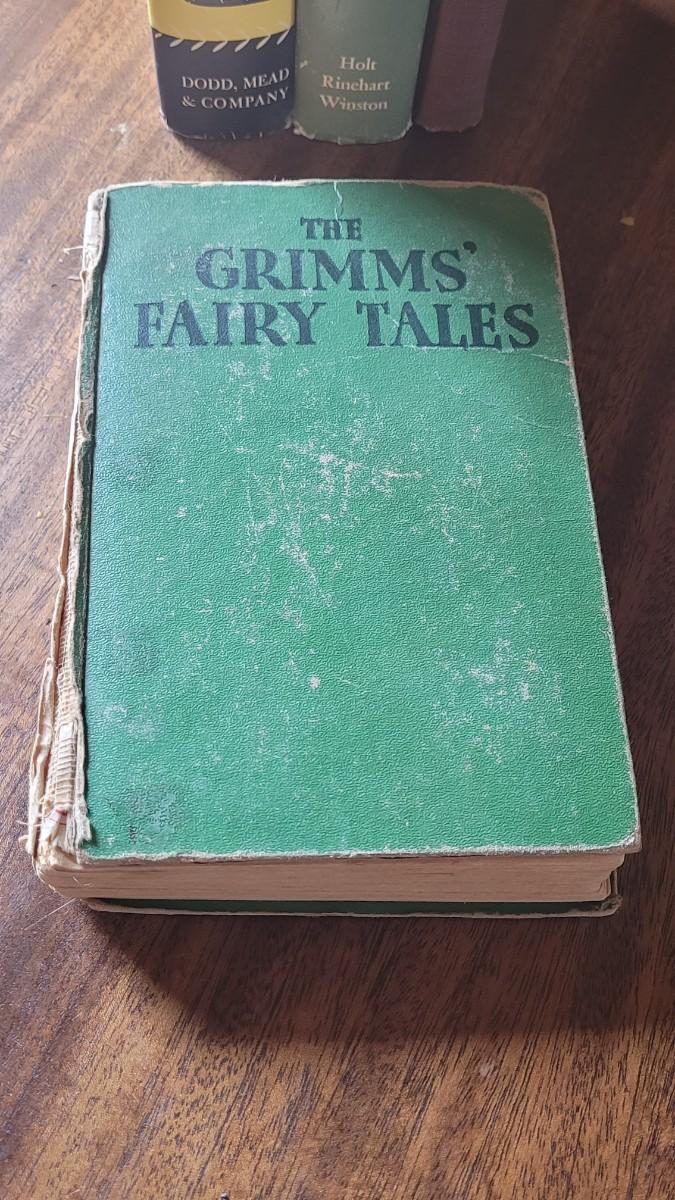 DODD, MEAD
& COMPANY
Holt
Rinehart
Winston
THE
GRIMMS'
FAIRY TALES